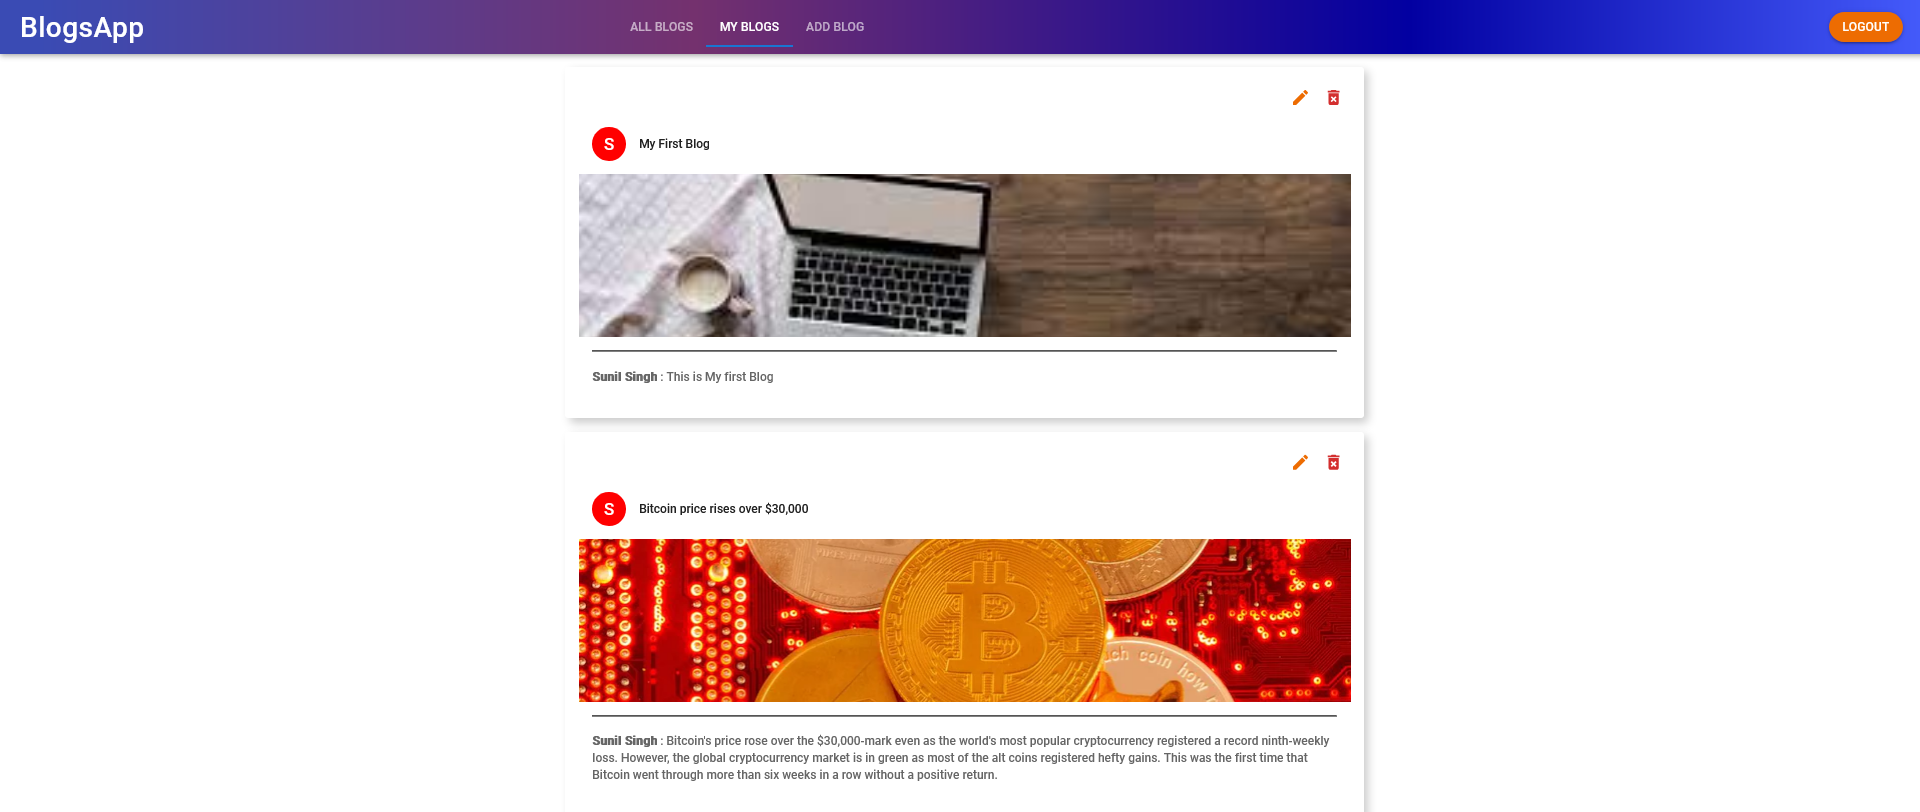 BlogsApp
ALL BLOGS MY BLOGS ADD BLOG
LOGOUT
S My First Blog
Sunil Singh : This is My first Blog
S Bitcoin price rises over $30,000
B
ch coin how
Sunil Singh : Bitcoin's price rose over the $30,000-mark even as the world's most popular cryptocurrency registered a record ninth-weekly
loss. However, the global cryptocurrency market is in green as most of the alt coins registered hefty gains. This was the first time that
Bitcoin went through more than six weeks in a row without a positive return.